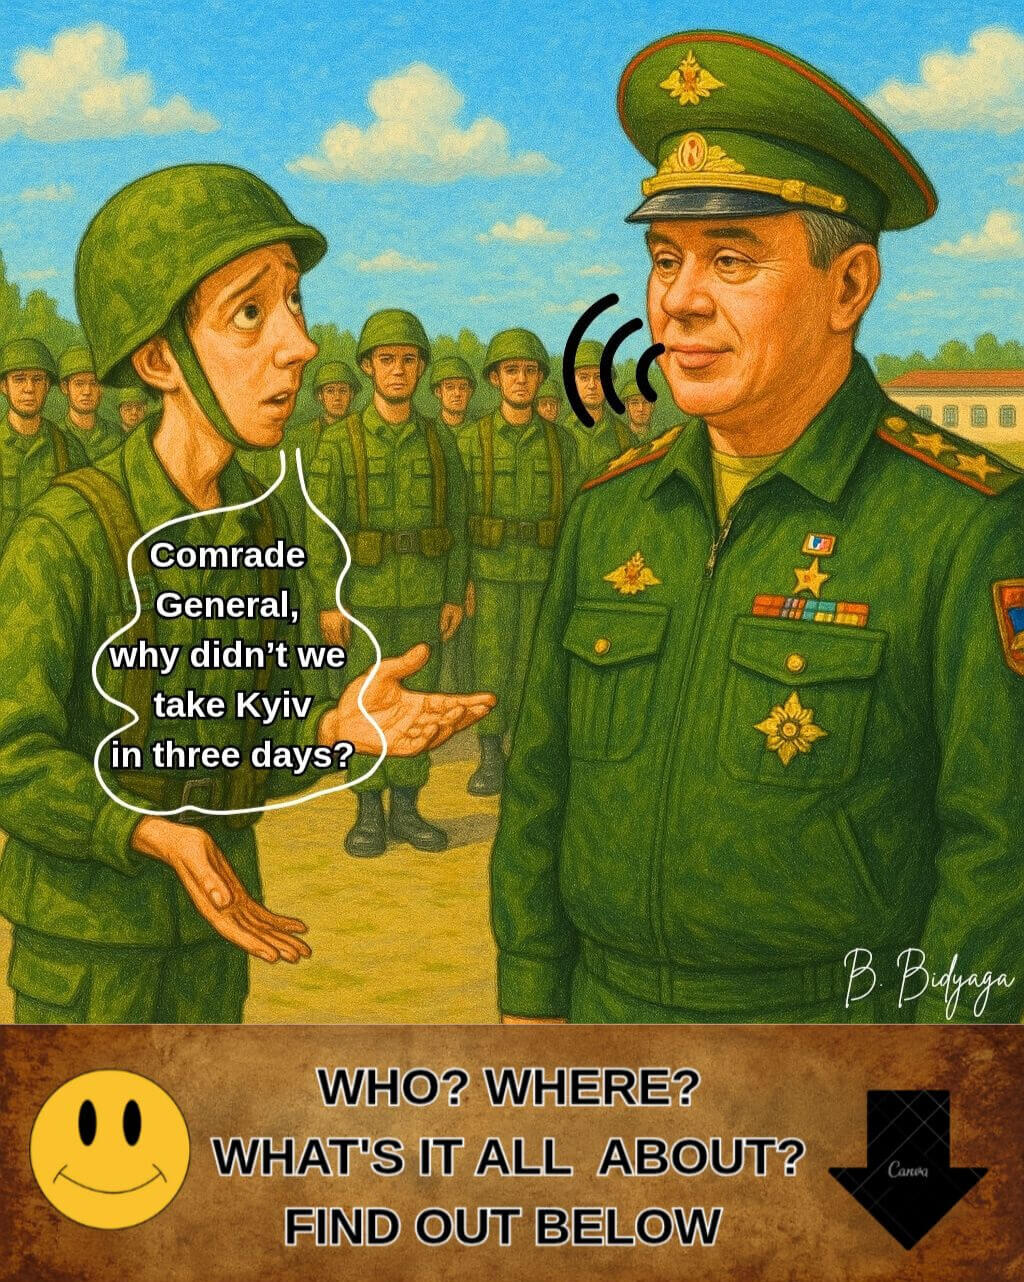 Comrade
General,
why didn’t we
take Kyiv
in three days?
B. Bidyaga
WHO? WHERE?
WHAT'S IT ALL ABOUT?
FIND OUT BELOW
Canva